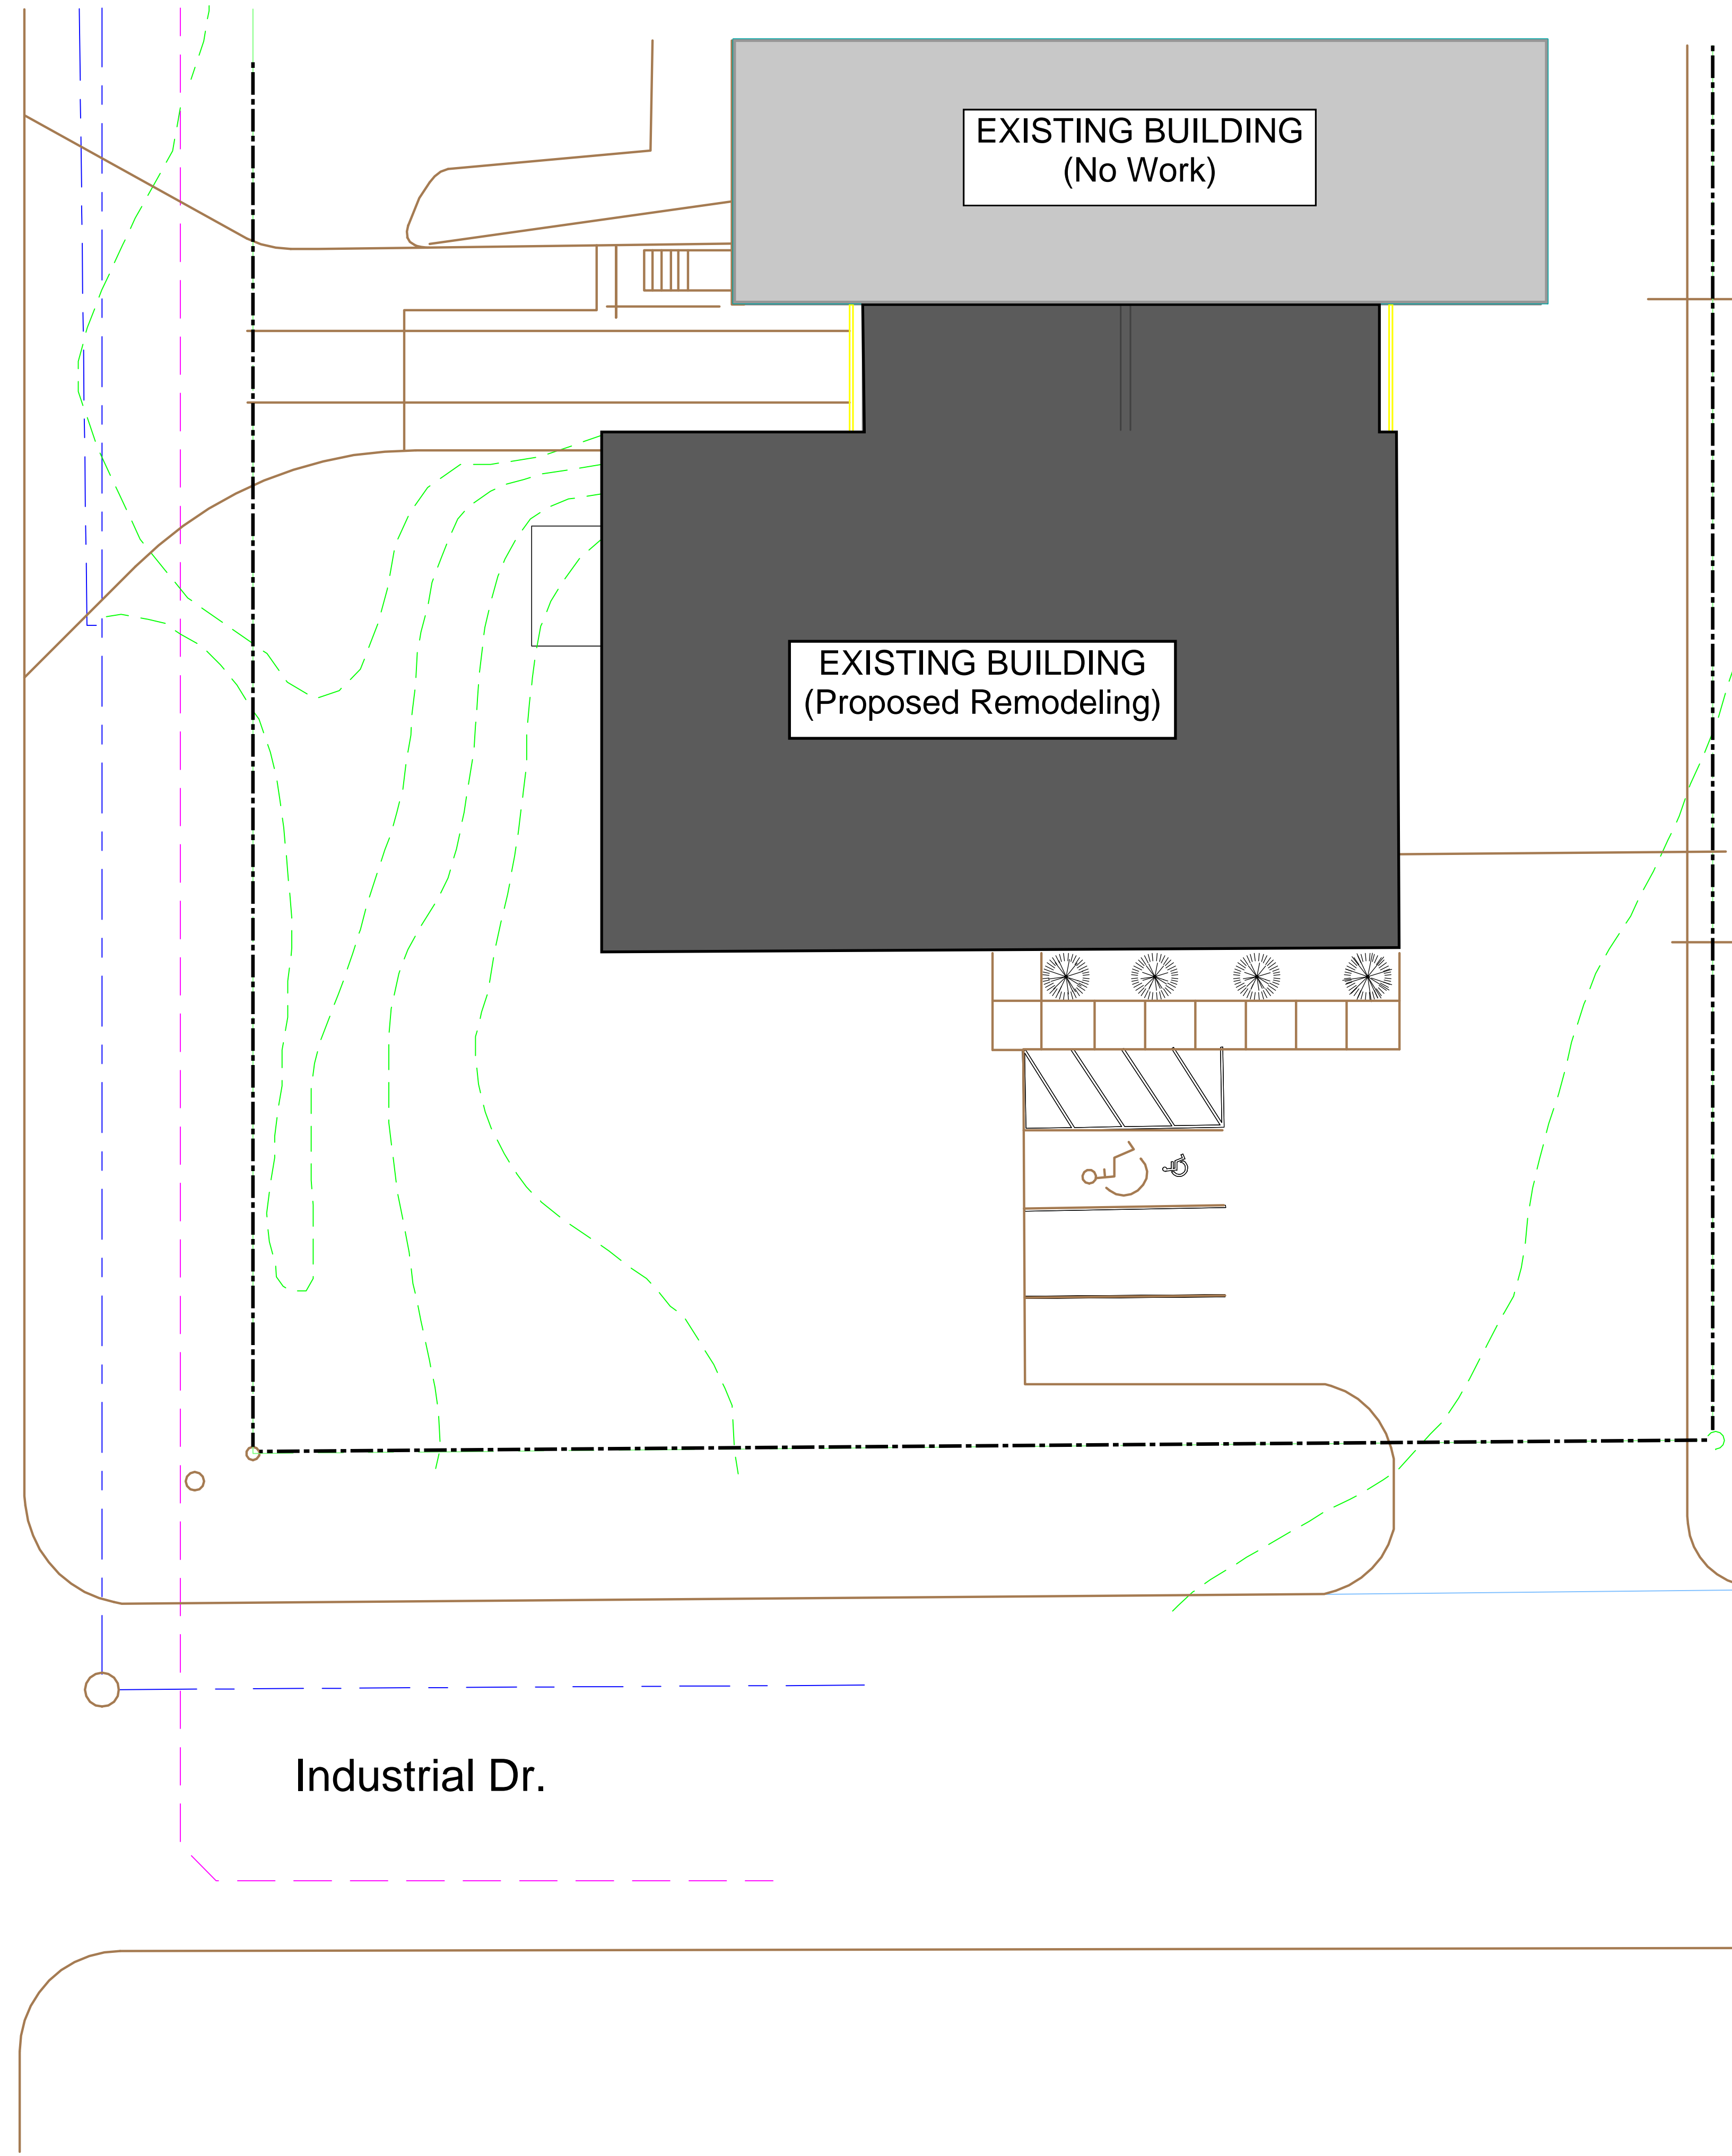 EXISTING BUILDING
(No Work)
EXISTING BUILDING
(Proposed Remodeling)
Industrial Dr.